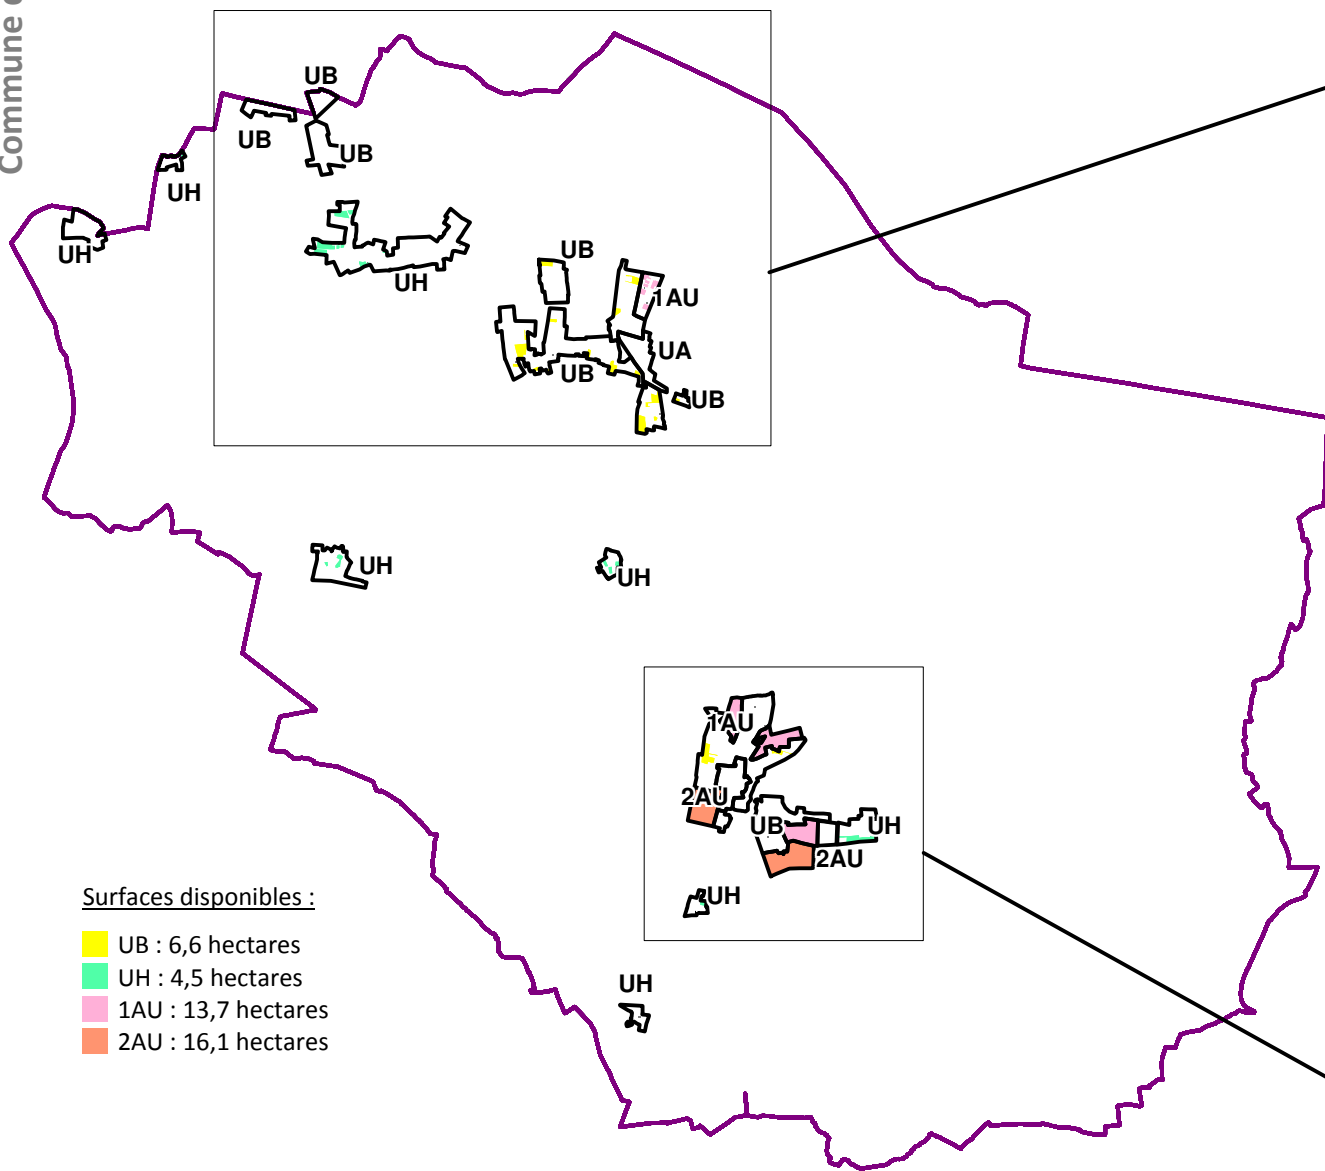 Commune
UB
UB
UB
UH
UH
UH
UB
1AU
UA
UB
UB
UH
UH
1AU
2AU
UB
UH
2AU
UH
UH
Surfaces disponibles :
UB : 6,6 hectares
UH : 4,5 hectares
1AU : 13,7 hectares
2AU : 16,1 hectares